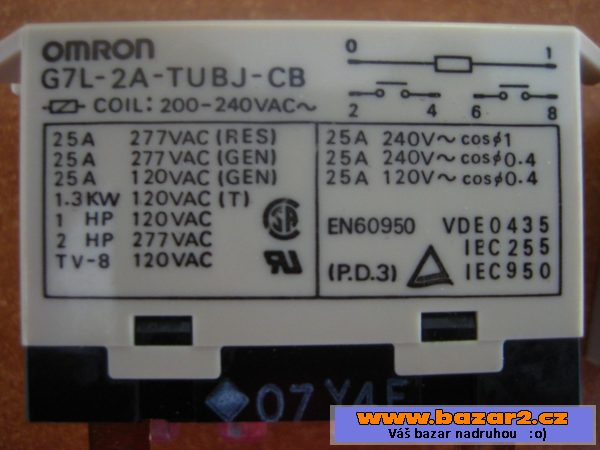 OMRON
G7L-2A-TUBJ-CB
COIL: 200-240VAC~
0 1
2 4 6 8
25A 277VAC (RES)
25A 277VAC (GEN)
25A 120VAC (GEN)
1.3KW 120VAC (T)
1 HP 120VAC
2 HP 277VAC
TV-8 120VAC
25A 240V~ cosφ1
25A 240V~ cosφ0.4
25A 120V~ cosφ0.4
EN60950 VDE0435
IEC255
(P.D.3) IEC950
07Y4F
www.bazar2.cz
Váš bazar nadruhou :o)